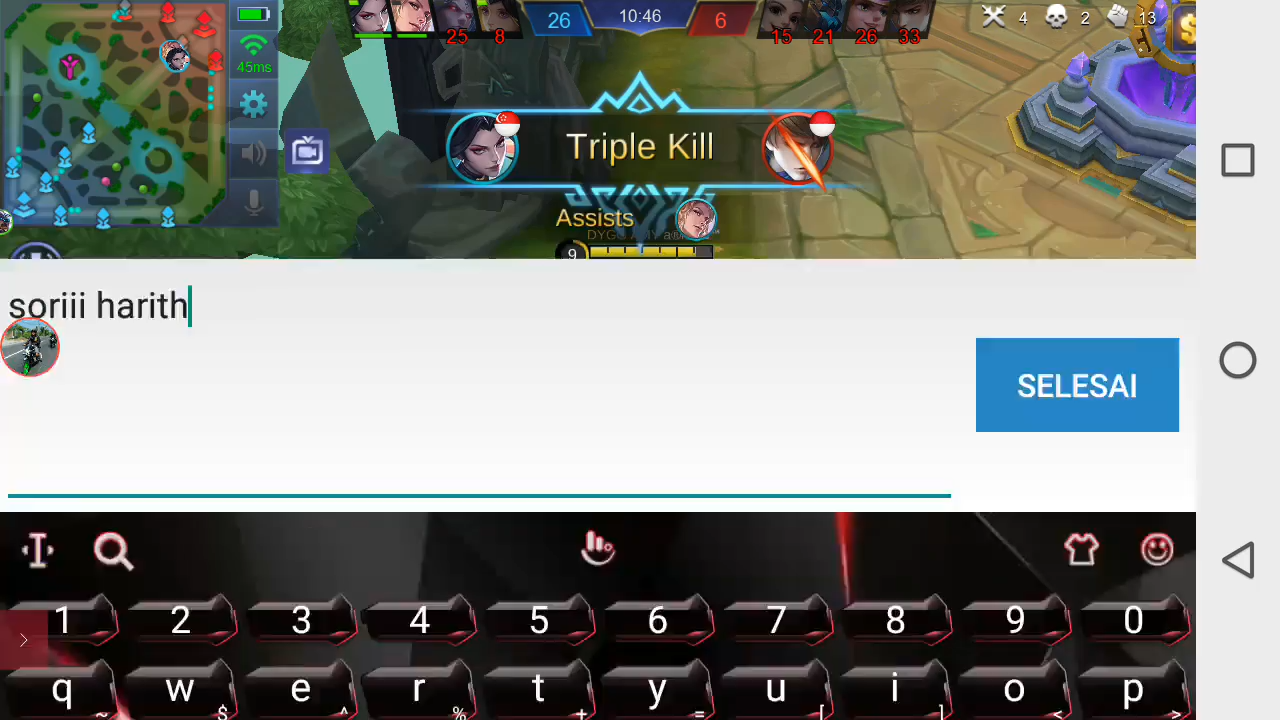 26 10:46 6
4 2 13
25 8 15 21 26 33
45ms
Triple Kill
Assists
9
soriii harith
SELESAI
1 2 3 4 5 6 7 8 9 0
q w e r t y u i o p
~ $ ^ % + = [ ] < >